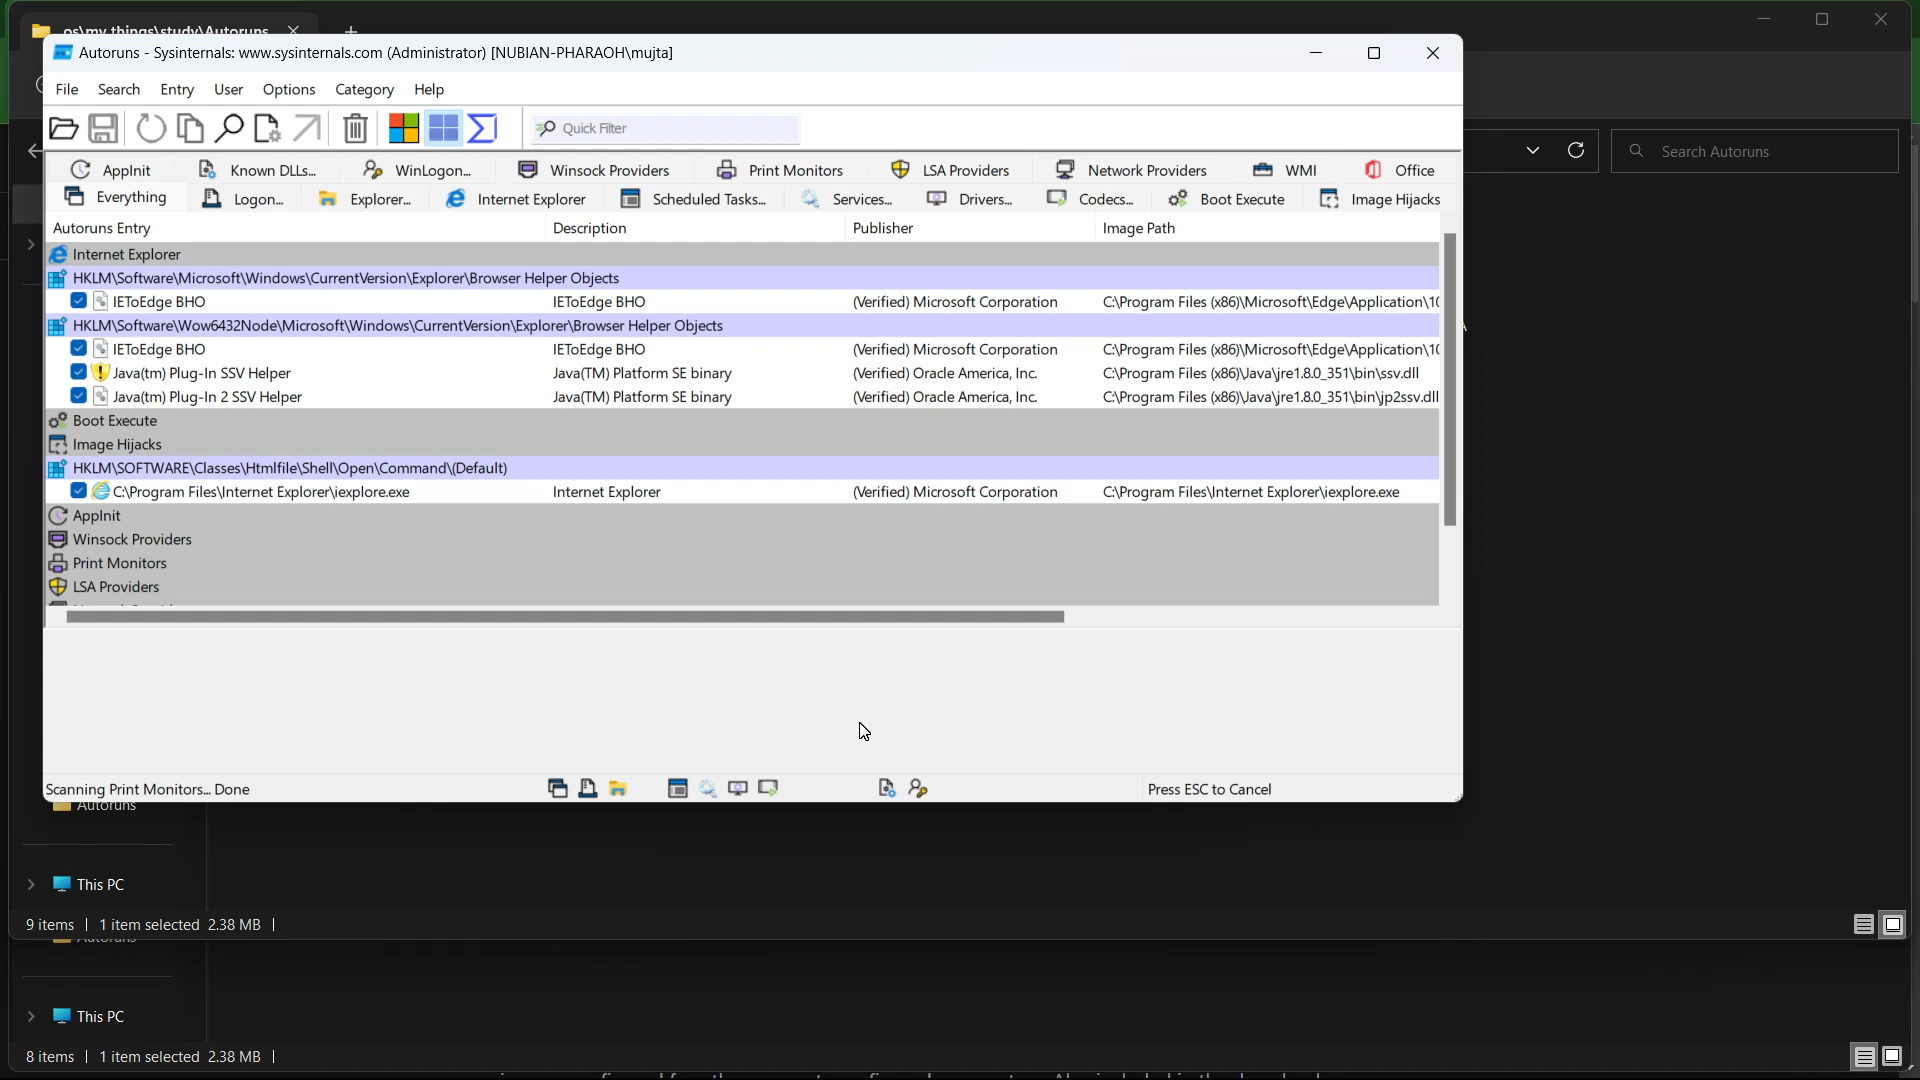 os\my things\study\Autoruns
Autoruns - Sysinternals: www.sysinternals.com (Administrator) [NUBIAN-PHARAOH\mujta]
File Search Entry User Options Category Help
Quick Filter
Search Autoruns
AppInit Known DLLs... WinLogon... Winsock Providers Print Monitors LSA Providers Network Providers WMI Office
Everything Logon... Explorer... Internet Explorer Scheduled Tasks... Services... Drivers... Codecs... Boot Execute Image Hijacks
Autoruns Entry Description Publisher Image Path
Internet Explorer
HKLM\Software\Microsoft\Windows\CurrentVersion\Explorer\Browser Helper Objects
IEToEdge BHO IEToEdge BHO (Verified) Microsoft Corporation C:\Program Files (x86)\Microsoft\Edge\Application\10
HKLM\Software\Wow6432Node\Microsoft\Windows\CurrentVersion\Explorer\Browser Helper Objects
IEToEdge BHO IEToEdge BHO (Verified) Microsoft Corporation C:\Program Files (x86)\Microsoft\Edge\Application\10
Java(tm) Plug-In SSV Helper Java(TM) Platform SE binary (Verified) Oracle America, Inc. C:\Program Files (x86)\Java\jre1.8.0_351\bin\ssv.dll
Java(tm) Plug-In 2 SSV Helper Java(TM) Platform SE binary (Verified) Oracle America, Inc. C:\Program Files (x86)\Java\jre1.8.0_351\bin\jp2ssv.dll
Boot Execute
Image Hijacks
HKLM\SOFTWARE\Classes\Htmlfile\Shell\Open\Command\(Default)
C:\Program Files\Internet Explorer\iexplore.exe Internet Explorer (Verified) Microsoft Corporation C:\Program Files\Internet Explorer\iexplore.exe
AppInit
Winsock Providers
Print Monitors
LSA Providers
Scanning Print Monitors... Done Press ESC to Cancel
Autoruns
This PC
9 items 1 item selected 2.38 MB
Autoruns
This PC
8 items 1 item selected 2.38 MB